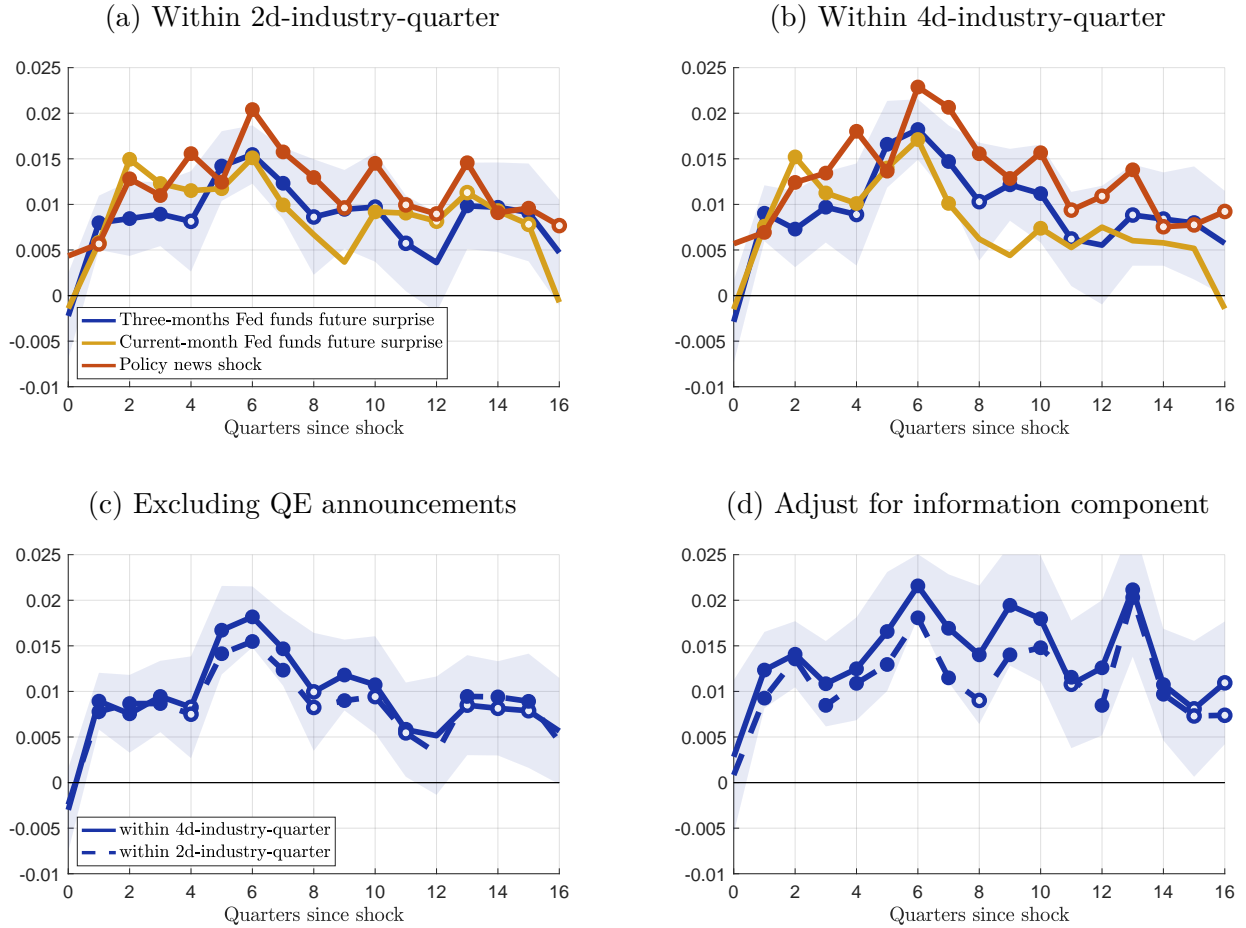 (a) Within 2d-industry-quarter
0.025
0.02
0.015
0.01
0.005
0
-0.005
-0.01
Three-months Fed funds future surprise
Current-month Fed funds future surprise
Policy news shock
0 2 4 6 8 10 12 14 16
Quarters since shock
(b) Within 4d-industry-quarter
0.025
0.02
0.015
0.01
0.005
0
-0.005
-0.01
0 2 4 6 8 10 12 14 16
Quarters since shock
(c) Excluding QE announcements
0.025
0.02
0.015
0.01
0.005
0
-0.005
-0.01
within 4d-industry-quarter
within 2d-industry-quarter
0 2 4 6 8 10 12 14 16
Quarters since shock
(d) Adjust for information component
0.025
0.02
0.015
0.01
0.005
0
-0.005
-0.01
0 2 4 6 8 10 12 14 16
Quarters since shock